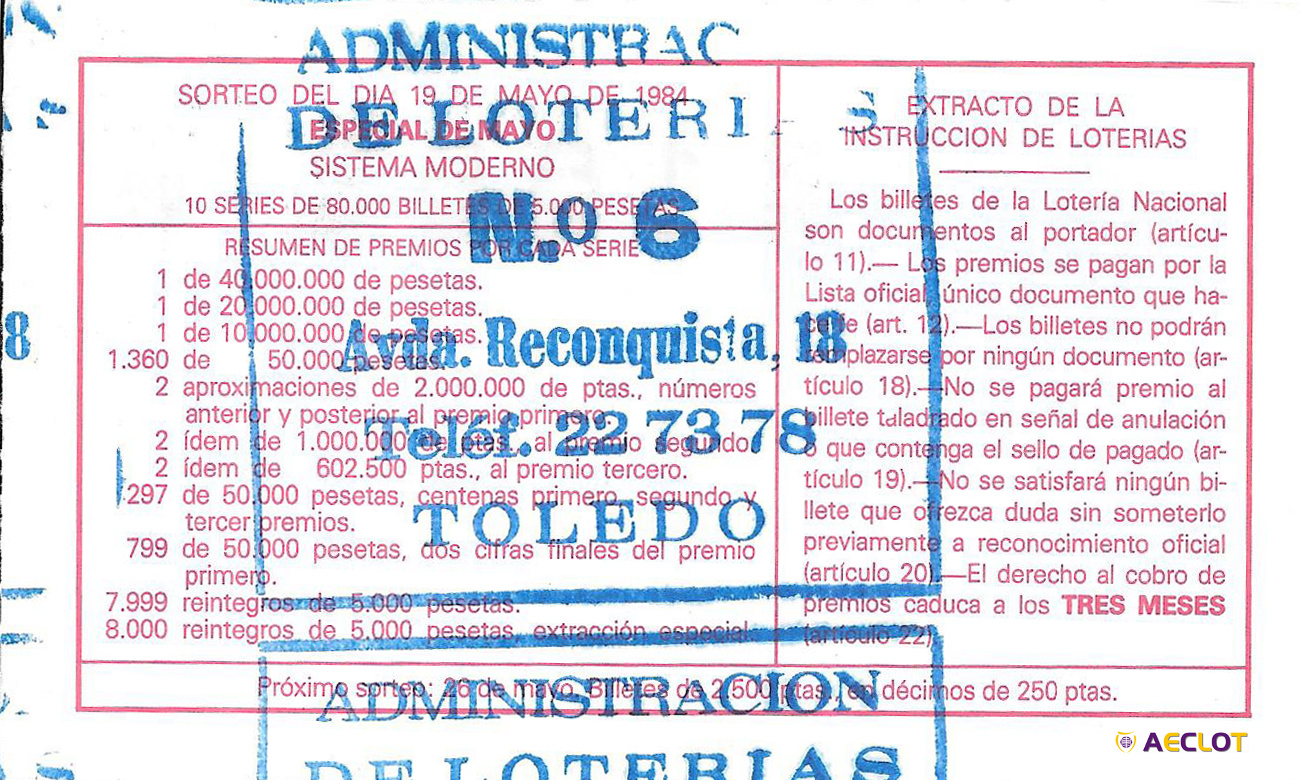 ADMINISTRAC
DE LOTERIAS
N.º 6
Avda. Reconquista, 18
Teléf. 22 73 78
TOLEDO
SORTEO DEL DIA 19 DE MAYO DE 1984
ESPECIAL DE MAYO
SISTEMA MODERNO
10 SERIES DE 80.000 BILLETES DE 5.000 PESETAS
RESUMEN DE PREMIOS POR CADA SERIE
1 de 40.000.000 de pesetas.
1 de 20.000.000 de pesetas.
1 de 10.000.000 de pesetas.
1.360 de 50.000 pesetas.
2 aproximaciones de 2.000.000 de ptas., números
anterior y posterior al premio primero.
2 ídem de 1.000.000 de ptas., al premio segundo.
2 ídem de 602.500 ptas., al premio tercero.
297 de 50.000 pesetas, centenas primero, segundo y
tercer premios.
799 de 50.000 pesetas, dos cifras finales del premio
primero.
7.999 reintegros de 5.000 pesetas.
8.000 reintegros de 5.000 pesetas, extracción especial.
EXTRACTO DE LA
INSTRUCCION DE LOTERIAS
Los billetes de la Lotería Nacional
son documentos al portador (artícu-
lo 11).— Los premios se pagan por la
Lista oficial, único documento que ha-
ce fe (art. 12).—Los billetes no podrán
remplazarse por ningún documento (ar-
tículo 18).—No se pagará premio al
billete taladrado en señal de anulación
o que contenga el sello de pagado (ar-
tículo 19).—No se satisfará ningún bi-
llete que ofrezca duda sin someterlo
previamente a reconocimiento oficial
(artículo 20).—El derecho al cobro de
premios caduca a los TRES MESES
(artículo 22).
Próximo sorteo: 26 de mayo. Billetes de 2.500 ptas., en décimos de 250 ptas.
ADMINISTRACION
DE LOTERIAS
8
AECLOT